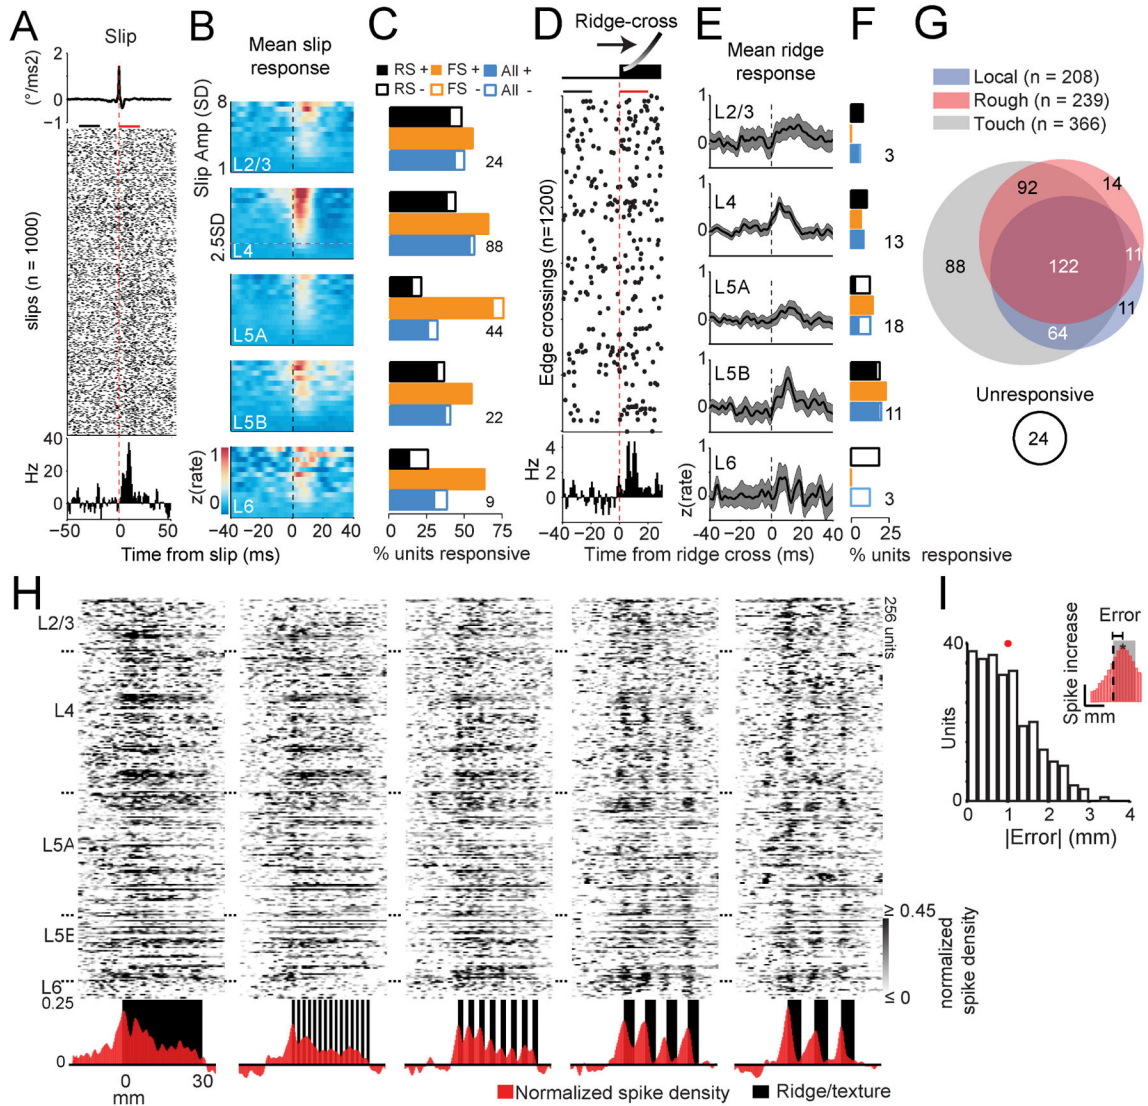 A
Slip
(°/ms2)
1
0
−1
slips (n = 1000)
Hz
40
20
0
-50
0
50
Time from slip (ms)
B
Mean slip
response
Slip Amp (SD)
8
1
2.5SD
L2/3
L4
L5A
L5B
L6
z(rate)
1
0
−40
−20
0
20
40
C
RS +
FS +
All +
RS -
FS -
All -
24
88
44
22
9
0
25
75
% units responsive
D
Ridge-cross
Edge crossings (n=1200)
Hz
4
2
0
−20
0
20
Time from ridge cross (ms)
E
Mean ridge
response
L2/3
1
0
L4
1
0
L5A
1
0
L5B
1
0
L6
1
0
z(rate)
−40
-20
0
20
40
F
3
13
18
11
3
0
25
% units responsive
G
Local (n = 208)
Rough (n = 239)
Touch (n = 366)
92
14
88
122
11
11
64
Unresponsive
24
H
L2/3
L4
L5A
L5E
L6
256 units
≥ 0.45
≤ 0
normalized
spike density
0.25
0
0
30
mm
Normalized spike density
Ridge/texture
I
Error
*
Spike increase
mm
Units
40
0
0
1
2
3
4
|Error| (mm)